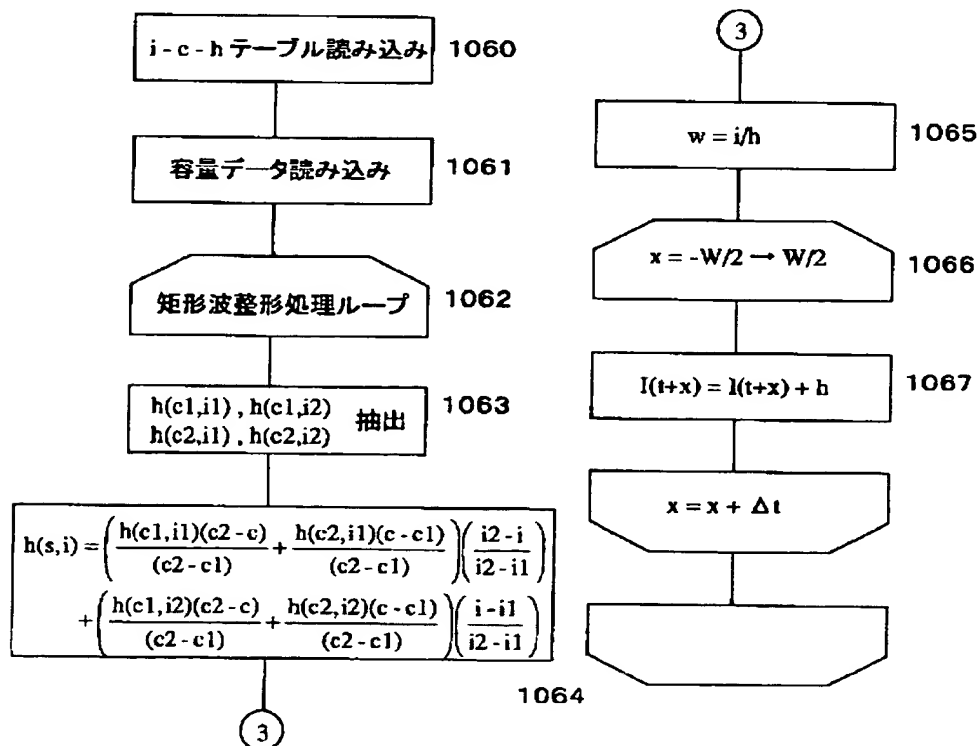 i - c - h テーブル読み込み 1060
容量データ読み込み 1061
矩形波整形処理ループ 1062
h(c1,i1) , h(c1,i2)
h(c2,i1) , h(c2,i2) 抽出 1063
h(s,i) = ( h(c1,i1)(c2-c) / (c2-c1) + h(c2,i1)(c-c1) / (c2-c1) ) ( i2-i / i2-i1 )
+ ( h(c1,i2)(c2-c) / (c2-c1) + h(c2,i2)(c-c1) / (c2-c1) ) ( i-i1 / i2-i1 )
1064
3
3
w = i/h 1065
x = -W/2 → W/2 1066
I(t+x) = I(t+x) + h 1067
x = x + Δt